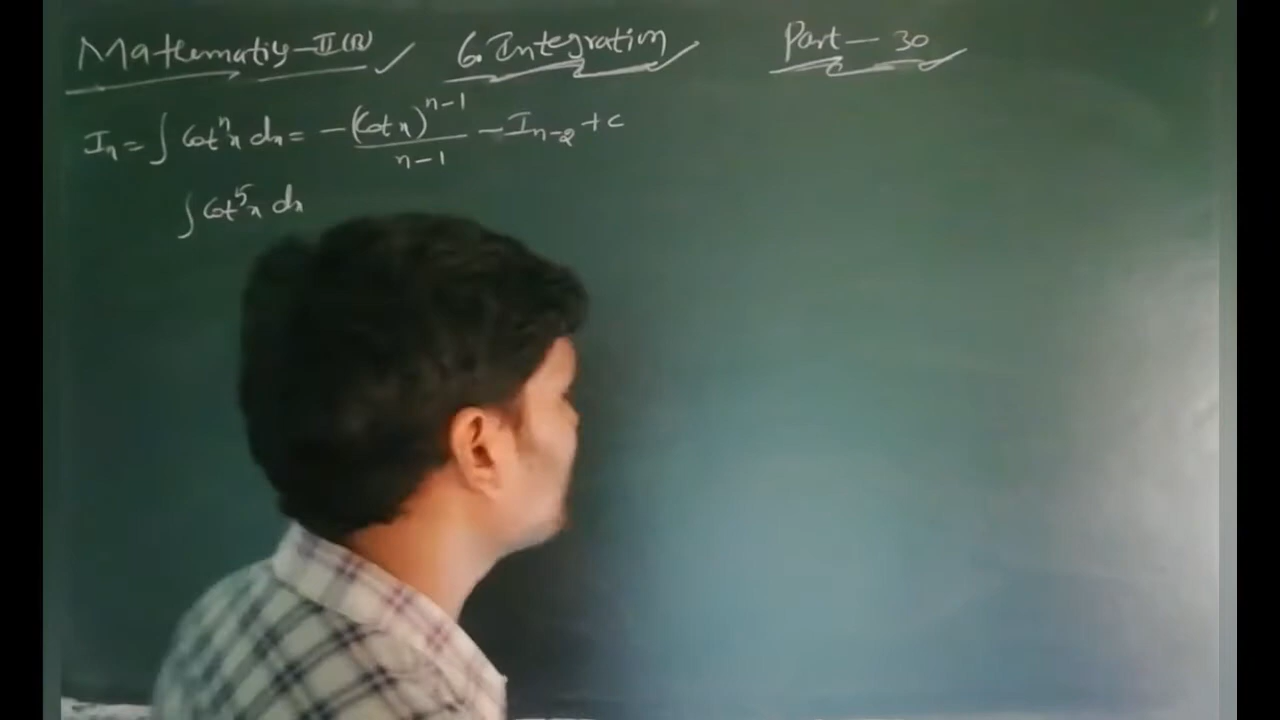 Mathematics-II(B) 6. Integration Part - 30
Iₙ = ∫ Cotⁿx dx = -(Cot x)ⁿ⁻¹/n-1 - Iₙ₋₂ + c
∫ Cot⁵x dx